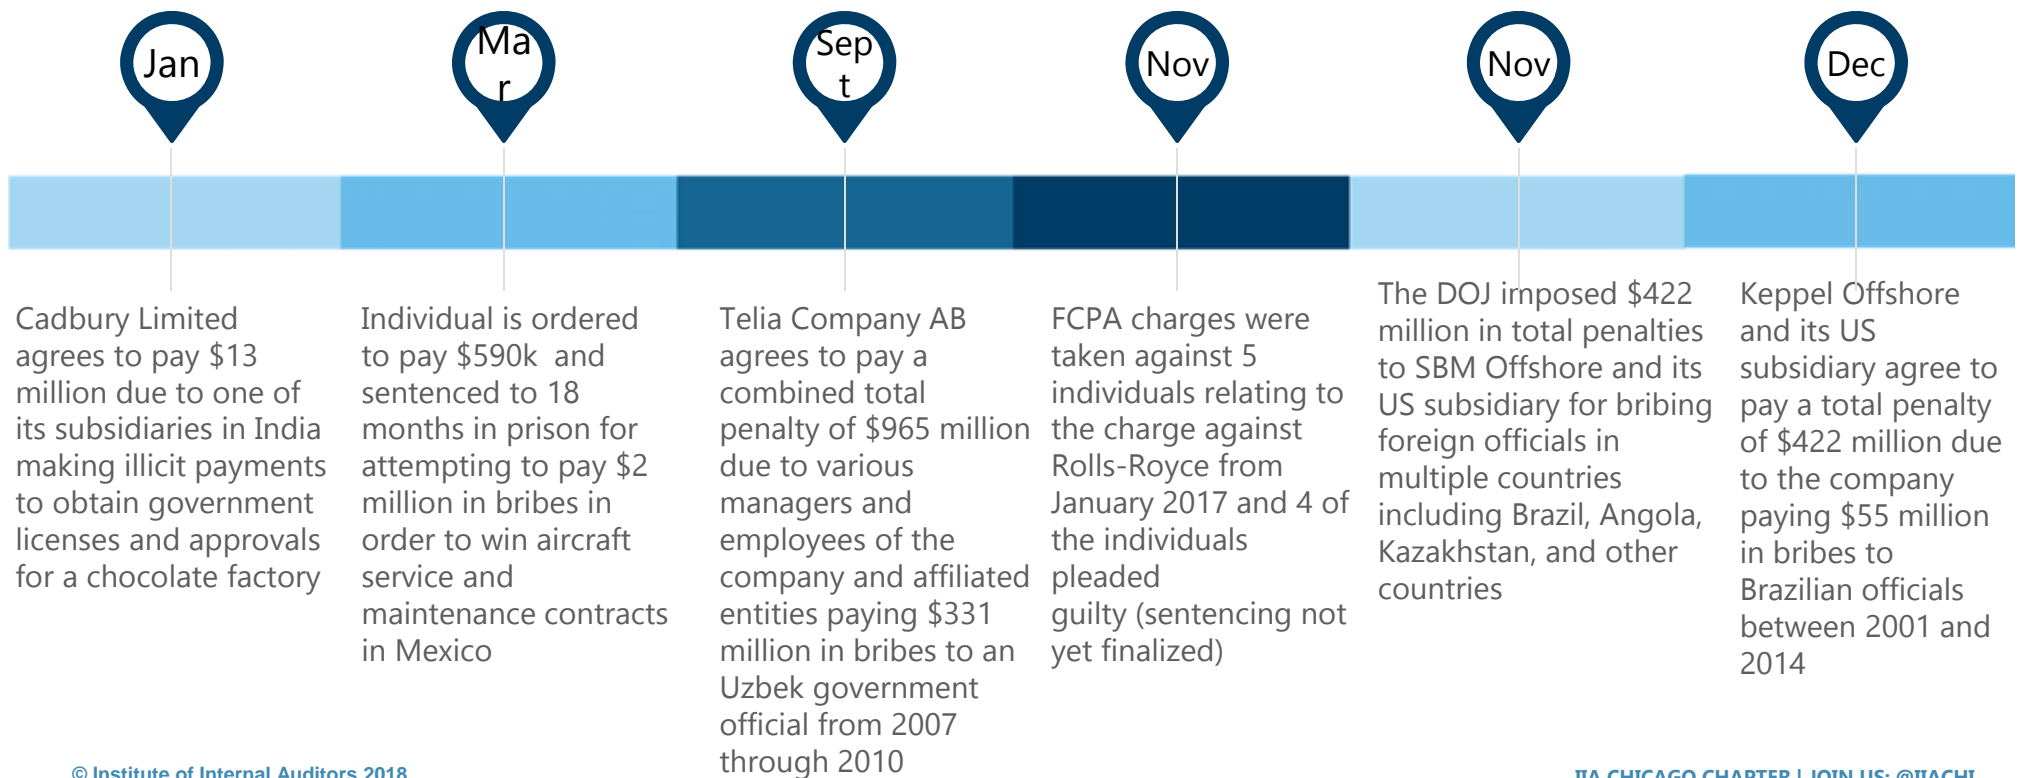 Jan
Ma
r
Sep
t
Nov
Nov
Dec
Cadbury Limited
agrees to pay $13
million due to one of
its subsidiaries in India
making illicit payments
to obtain government
licenses and approvals
for a chocolate factory
Individual is ordered
to pay $590k  and
sentenced to 18
months in prison for
attempting to pay $2
million in bribes in
order to win aircraft
service and
maintenance contracts
in Mexico
Telia Company AB
agrees to pay a
combined total
penalty of $965 million
due to various
managers and
employees of the
company and affiliated
entities paying $331
million in bribes to an
Uzbek government
official from 2007
through 2010
FCPA charges were
taken against 5
individuals relating to
the charge against
Rolls-Royce from
January 2017 and 4 of
the individuals
pleaded
guilty (sentencing not
yet finalized)
The DOJ imposed $422
million in total penalties
to SBM Offshore and its
US subsidiary for bribing
foreign officials in
multiple countries
including Brazil, Angola,
Kazakhstan, and other
countries
Keppel Offshore
and its US
subsidiary agree to
pay a total penalty
of $422 million due
to the company
paying $55 million
in bribes to
Brazilian officials
between 2001 and
2014
© Institute of Internal Auditors 2018
IIA CHICAGO CHAPTER | JOIN US: @IIACHI